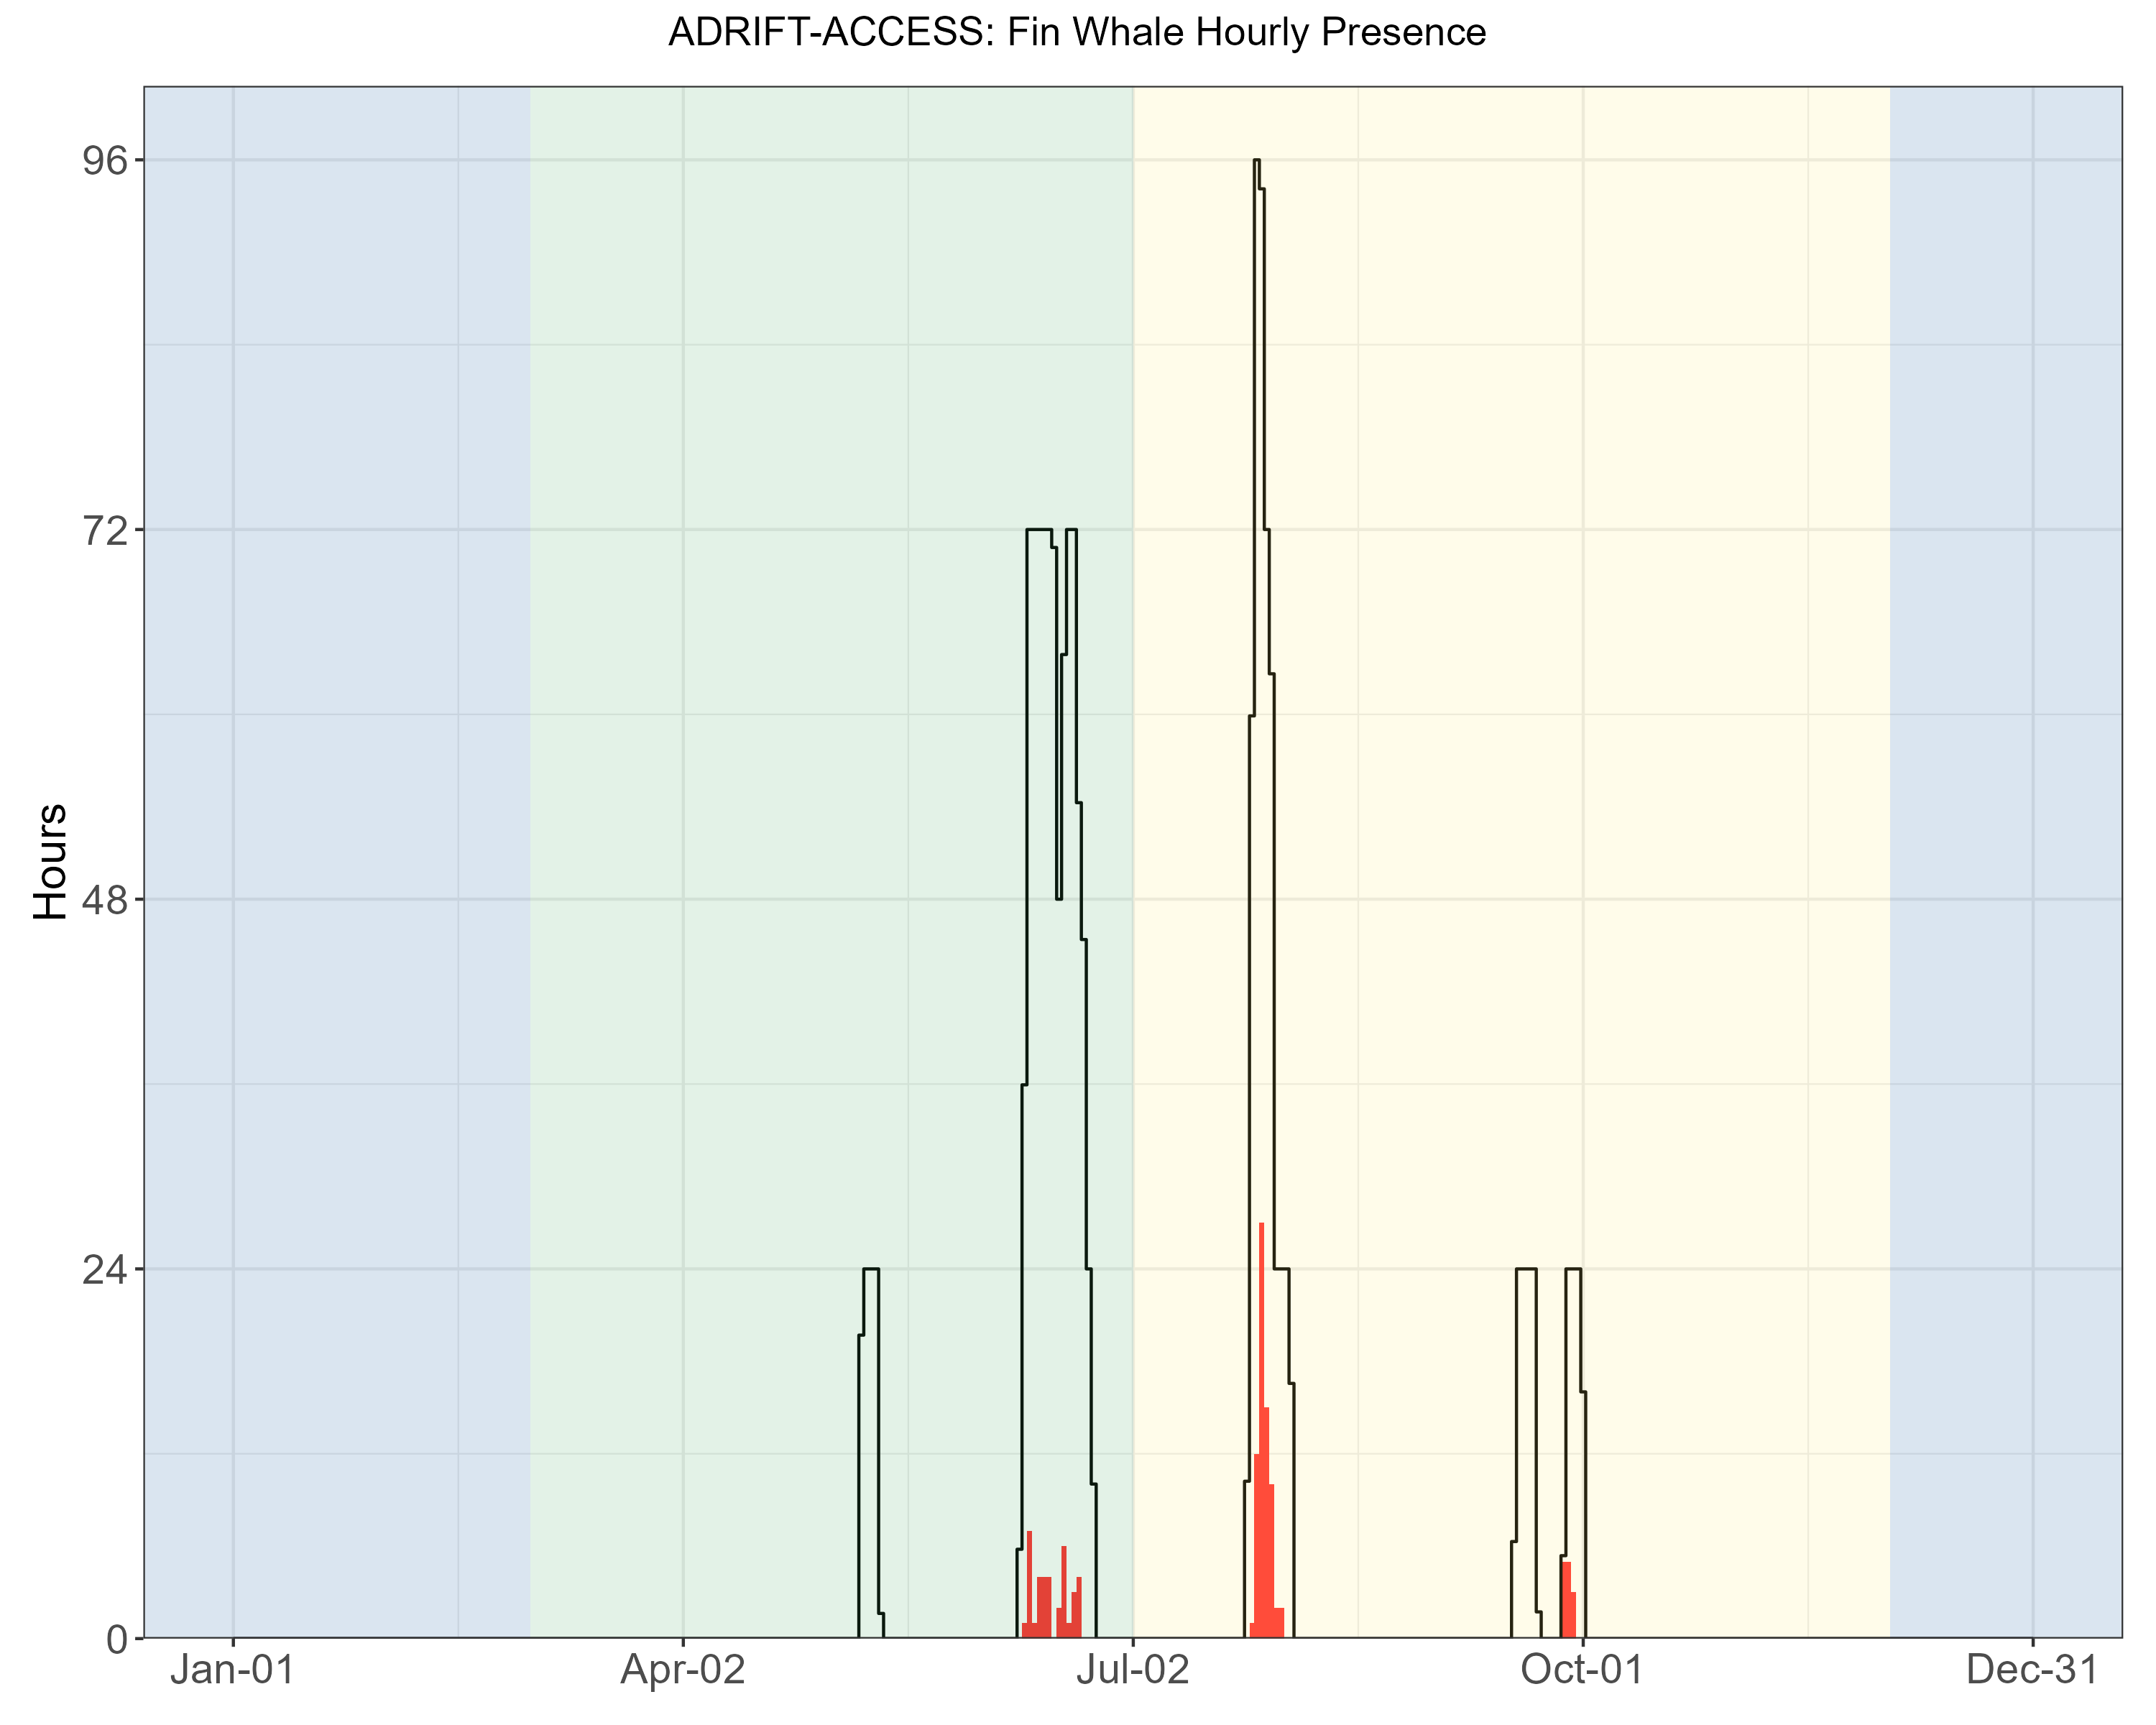 ADRIFT-ACCESS: Fin Whale Hourly Presence
96
72
48
24
0
Hours
Jan-01
Apr-02
Jul-02
Oct-01
Dec-31